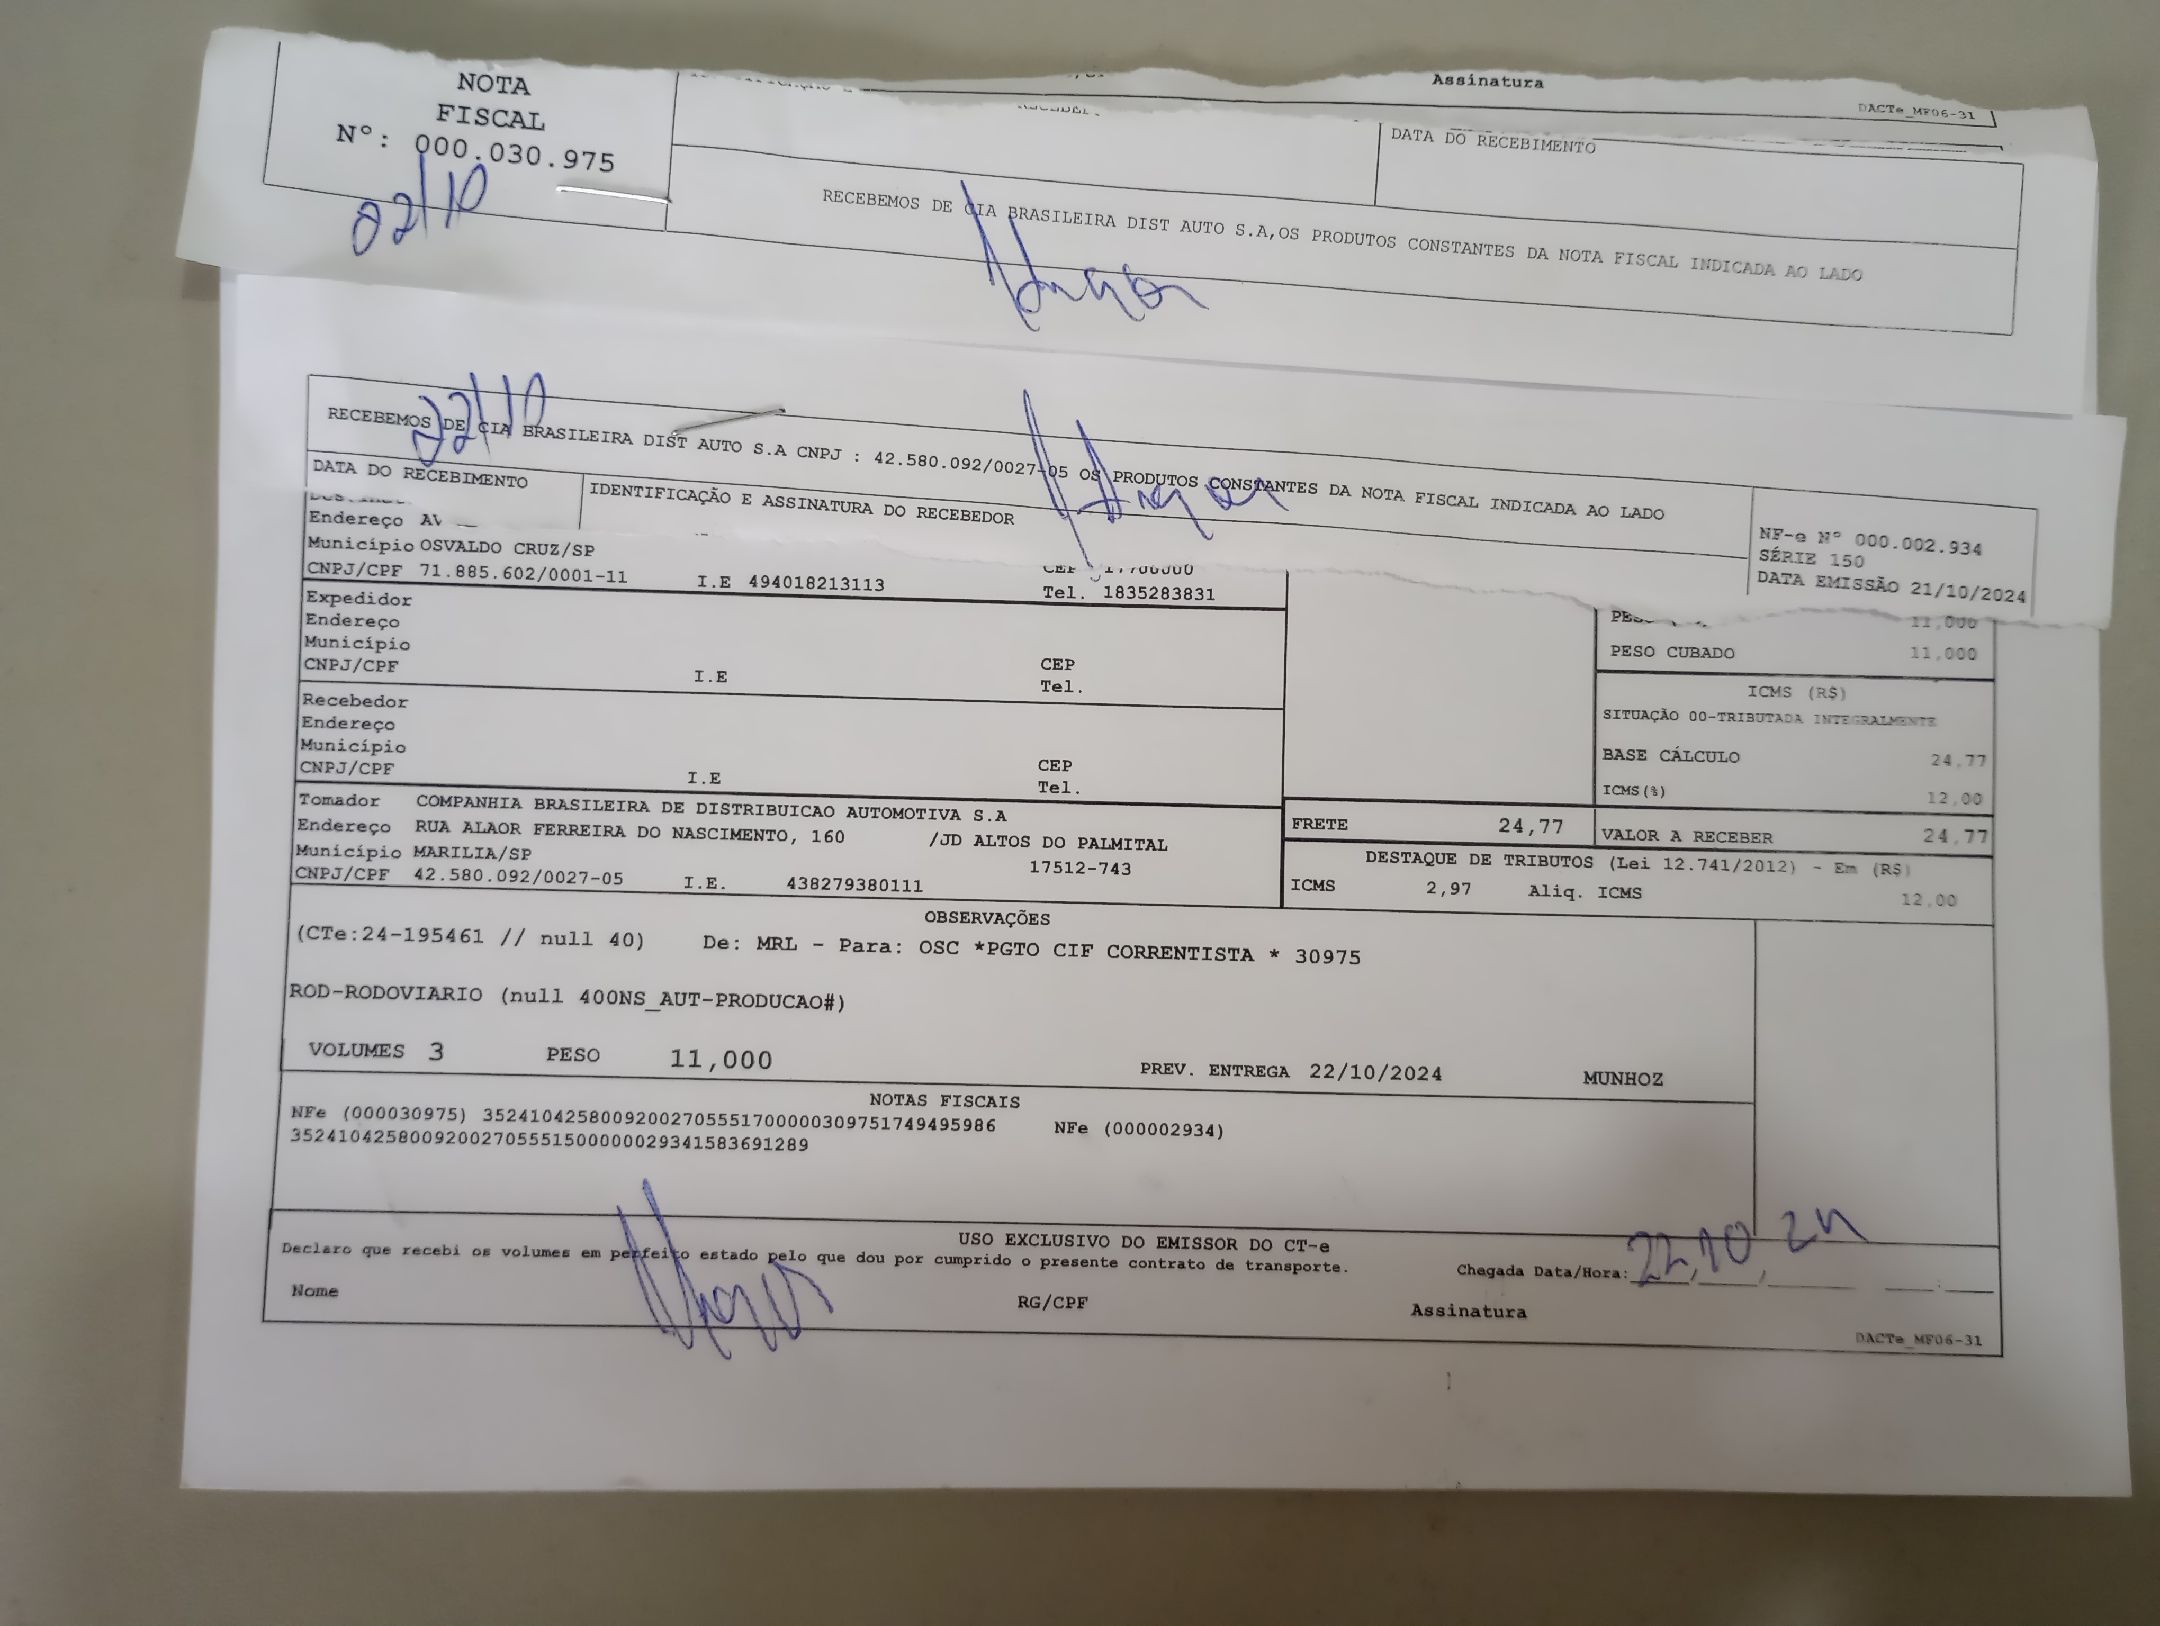 NOTA
FISCAL
Nº: 000.030.975
22/10
Assinatura
DACTe_MF06-31
DATA DO RECEBIMENTO
RECEBEMOS DE CIA BRASILEIRA DIST AUTO S.A,OS PRODUTOS CONSTANTES DA NOTA FISCAL INDICADA AO LADO
22/10
RECEBEMOS DE CIA BRASILEIRA DIST AUTO S.A CNPJ : 42.580.092/0027-05 OS PRODUTOS CONSTANTES DA NOTA FISCAL INDICADA AO LADO
DATA DO RECEBIMENTO IDENTIFICAÇÃO E ASSINATURA DO RECEBEDOR
NF-e Nº 000.002.934
SÉRIE 150
DATA EMISSÃO 21/10/2024
Endereço AV
Município OSVALDO CRUZ/SP
CNPJ/CPF 71.885.602/0001-11 I.E 494018213113 Tel. 1835283831
Expedidor
Endereço
Município
CNPJ/CPF I.E CEP
Tel.
Recebedor
Endereço
Município
CNPJ/CPF I.E CEP
Tel.
11,000
PESO CUBADO 11,000
ICMS (R$)
SITUAÇÃO 00-TRIBUTADA INTEGRALMENTE
BASE CÁLCULO 24,77
ICMS(%) 12,00
Tomador COMPANHIA BRASILEIRA DE DISTRIBUICAO AUTOMOTIVA S.A
Endereço RUA ALAOR FERREIRA DO NASCIMENTO, 160 /JD ALTOS DO PALMITAL
Município MARILIA/SP 17512-743
CNPJ/CPF 42.580.092/0027-05 I.E. 438279380111
FRETE 24,77 VALOR A RECEBER 24,77
DESTAQUE DE TRIBUTOS (Lei 12.741/2012) - Em (R$)
ICMS 2,97 Aliq. ICMS 12,00
OBSERVAÇÕES
(CTe:24-195461 // null 40) De: MRL - Para: OSC *PGTO CIF CORRENTISTA * 30975
ROD-RODOVIARIO (null 400NS_AUT-PRODUCAO#)
VOLUMES 3 PESO 11,000 PREV. ENTREGA 22/10/2024 MUNHOZ
NOTAS FISCAIS
NFe (000030975) 35241042580092002705551700000309751749495986 NFe (000002934)
35241042580092002705551500000029341583691289
USO EXCLUSIVO DO EMISSOR DO CT-e
Declaro que recebi os volumes em perfeito estado pelo que dou por cumprido o presente contrato de transporte.
Chegada Data/Hora: 22,10,24
Nome RG/CPF Assinatura
DACTe_MF06-31